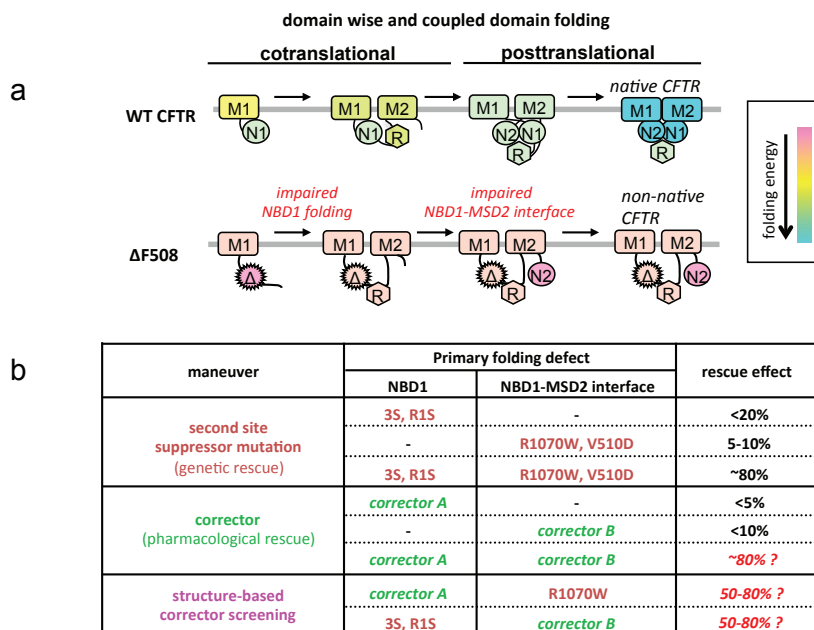 domain wise and coupled domain folding
cotranslational posttranslational
a
native CFTR
WT CFTR
M1 M1 M2 M1 M2 M1 M2
N1 N1 R N2 N1 R N2 N1 R
folding energy
impaired
NBD1 folding
impaired
NBD1-MSD2 interface
non-native
CFTR
ΔF508
M1 M1 M2 M1 M2 M1 M2
Δ Δ R Δ R N2 Δ R N2
b
maneuver Primary folding defect rescue effect
NBD1 NBD1-MSD2 interface
second site
suppressor mutation
(genetic rescue)
3S, R1S - <20%
- R1070W, V510D 5-10%
3S, R1S R1070W, V510D ~80%
corrector
(pharmacological rescue)
corrector A - <5%
- corrector B <10%
corrector A corrector B ~80% ?
structure-based
corrector screening
corrector A R1070W 50-80% ?
3S, R1S corrector B 50-80% ?